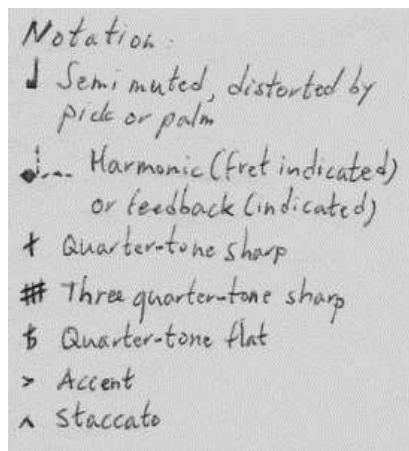 Notation:
Semi muted, distorted by
pick or palm
Harmonic (fret indicated)
or feedback (indicated)
Quarter-tone sharp
Three quarter-tone sharp
Quarter-tone flat
> Accent
^ Staccato